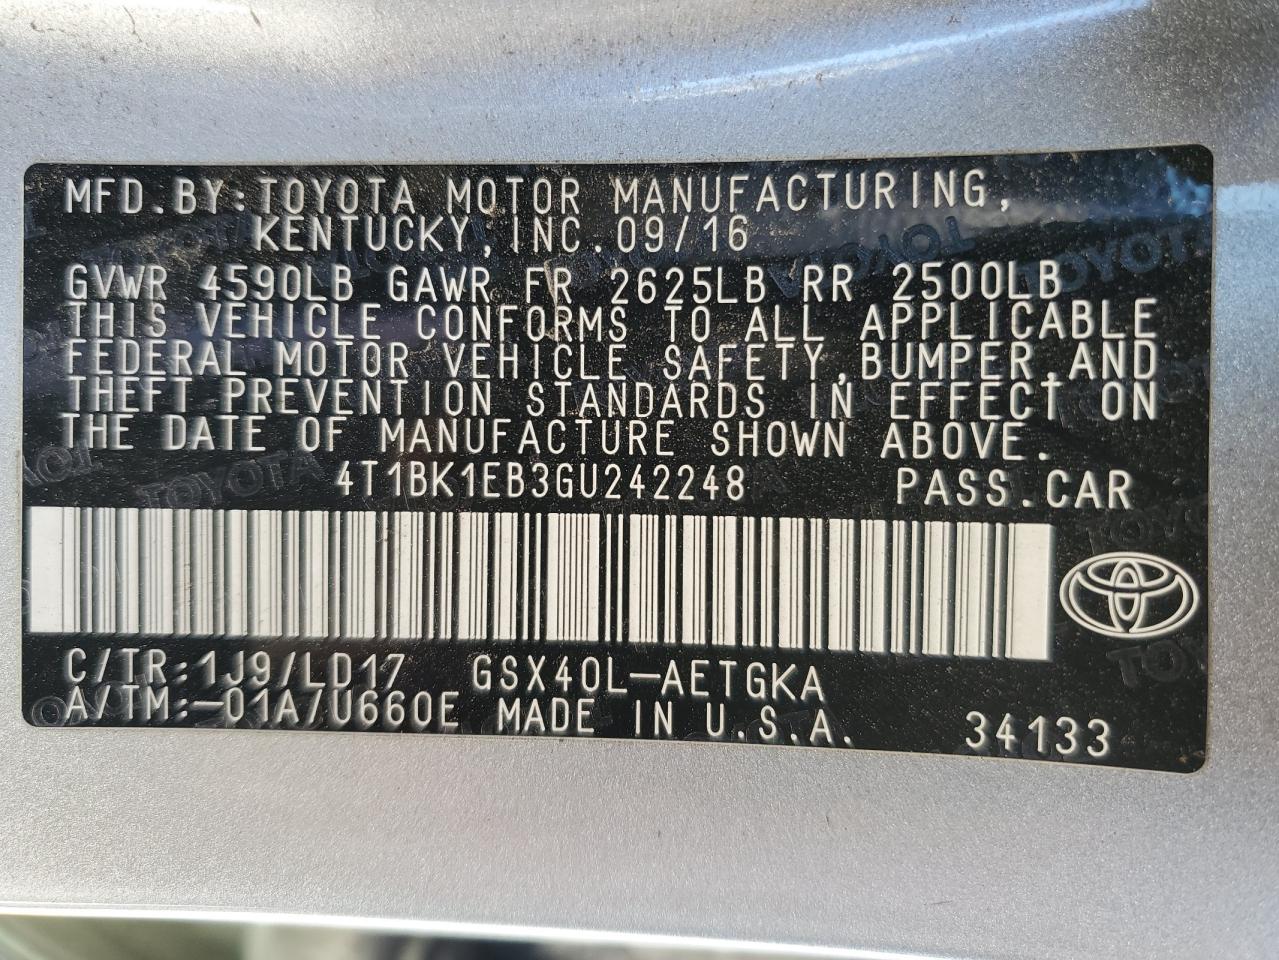 MFD.BY:TOYOTA MOTOR MANUFACTURING,
KENTUCKY,INC.09/16
GVWR 4590LB GAWR FR 2625LB RR 2500LB
THIS VEHICLE CONFORMS TO ALL APPLICABLE
FEDERAL MOTOR VEHICLE SAFETY,BUMPER,AND
THEFT PREVENTION STANDARDS IN EFFECT ON
THE DATE OF MANUFACTURE SHOWN ABOVE.
4T1BK1EB3GU242248 PASS.CAR
C/TR:1J9/LD17 GSX40L-AETGKA
A/TM:-01A/U660E MADE IN U.S.A. 34133